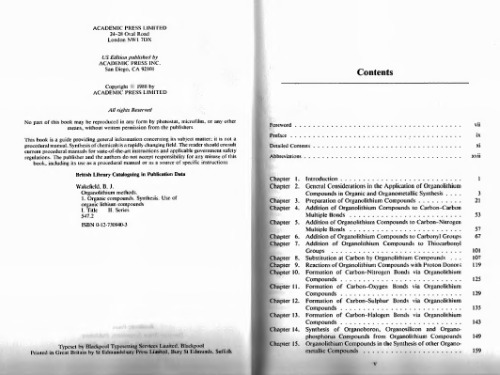 ACADEMIC PRESS LIMITED
24-28 Oval Road
London NW1 7DX
US Edition published by
ACADEMIC PRESS INC.
San Diego, CA 92101
Copyright © 1988 by
ACADEMIC PRESS LIMITED
All rights Reserved
No part of this book may be reproduced in any form by photostat, microfilm, or any other
means, without written permission from the publishers
This book is a guide providing general information concerning its subject matter; it is not a
procedural manual. Synthesis of chemicals is a rapidly changing field. The reader should consult
current procedural manuals for state-of-the-art instructions and applicable government safety
regulations. The publisher and the authors do not accept responsibility for any misuse of this
book, including its use as a procedural manual or as a source of specific instructions.
British Library Cataloguing in Publication Data
Wakefield, B. J.
Organolithium methods.
1. Organic compounds. Synthesis. Use of
organic lithium compounds
I. Title II. Series
547.2
ISBN 0-12-730940-3
Typeset by Blackpool Typesetting Services Limited, Blackpool
Printed in Great Britain by St Edmundsbury Press Limited, Bury St Edmunds, Suffolk
Contents
Foreword vii
Preface ix
Detailed Contents xi
Abbreviations xvii
Chapter 1. Introduction 1
Chapter 2. General Considerations in the Application of Organolithium
Compounds in Organic and Organometallic Synthesis 3
Chapter 3. Preparation of Organolithium Compounds 21
Chapter 4. Addition of Organolithium Compounds to Carbon-Carbon
Multiple Bonds 53
Chapter 5. Addition of Organolithium Compounds to Carbon-Nitrogen
Multiple Bonds 57
Chapter 6. Addition of Organolithium Compounds to Carbonyl Groups 67
Chapter 7. Addition of Organolithium Compounds to Thiocarbonyl
Groups 101
Chapter 8. Substitution at Carbon by Organolithium Compounds 107
Chapter 9. Reactions of Organolithium Compounds with Proton Donors 119
Chapter 10. Formation of Carbon-Nitrogen Bonds via Organolithium
Compounds 125
Chapter 11. Formation of Carbon-Oxygen Bonds via Organolithium
Compounds 129
Chapter 12. Formation of Carbon-Sulphur Bonds via Organolithium
Compounds 135
Chapter 13. Formation of Carbon-Halogen Bonds via Organolithium
Compounds 143
Chapter 14. Synthesis of Organoboron, Organosilicon and Organo-
phosphorus Compounds from Organolithium Compounds 149
Chapter 15. Organolithium Compounds in the Synthesis of other Organo-
metallic Compounds 159
v